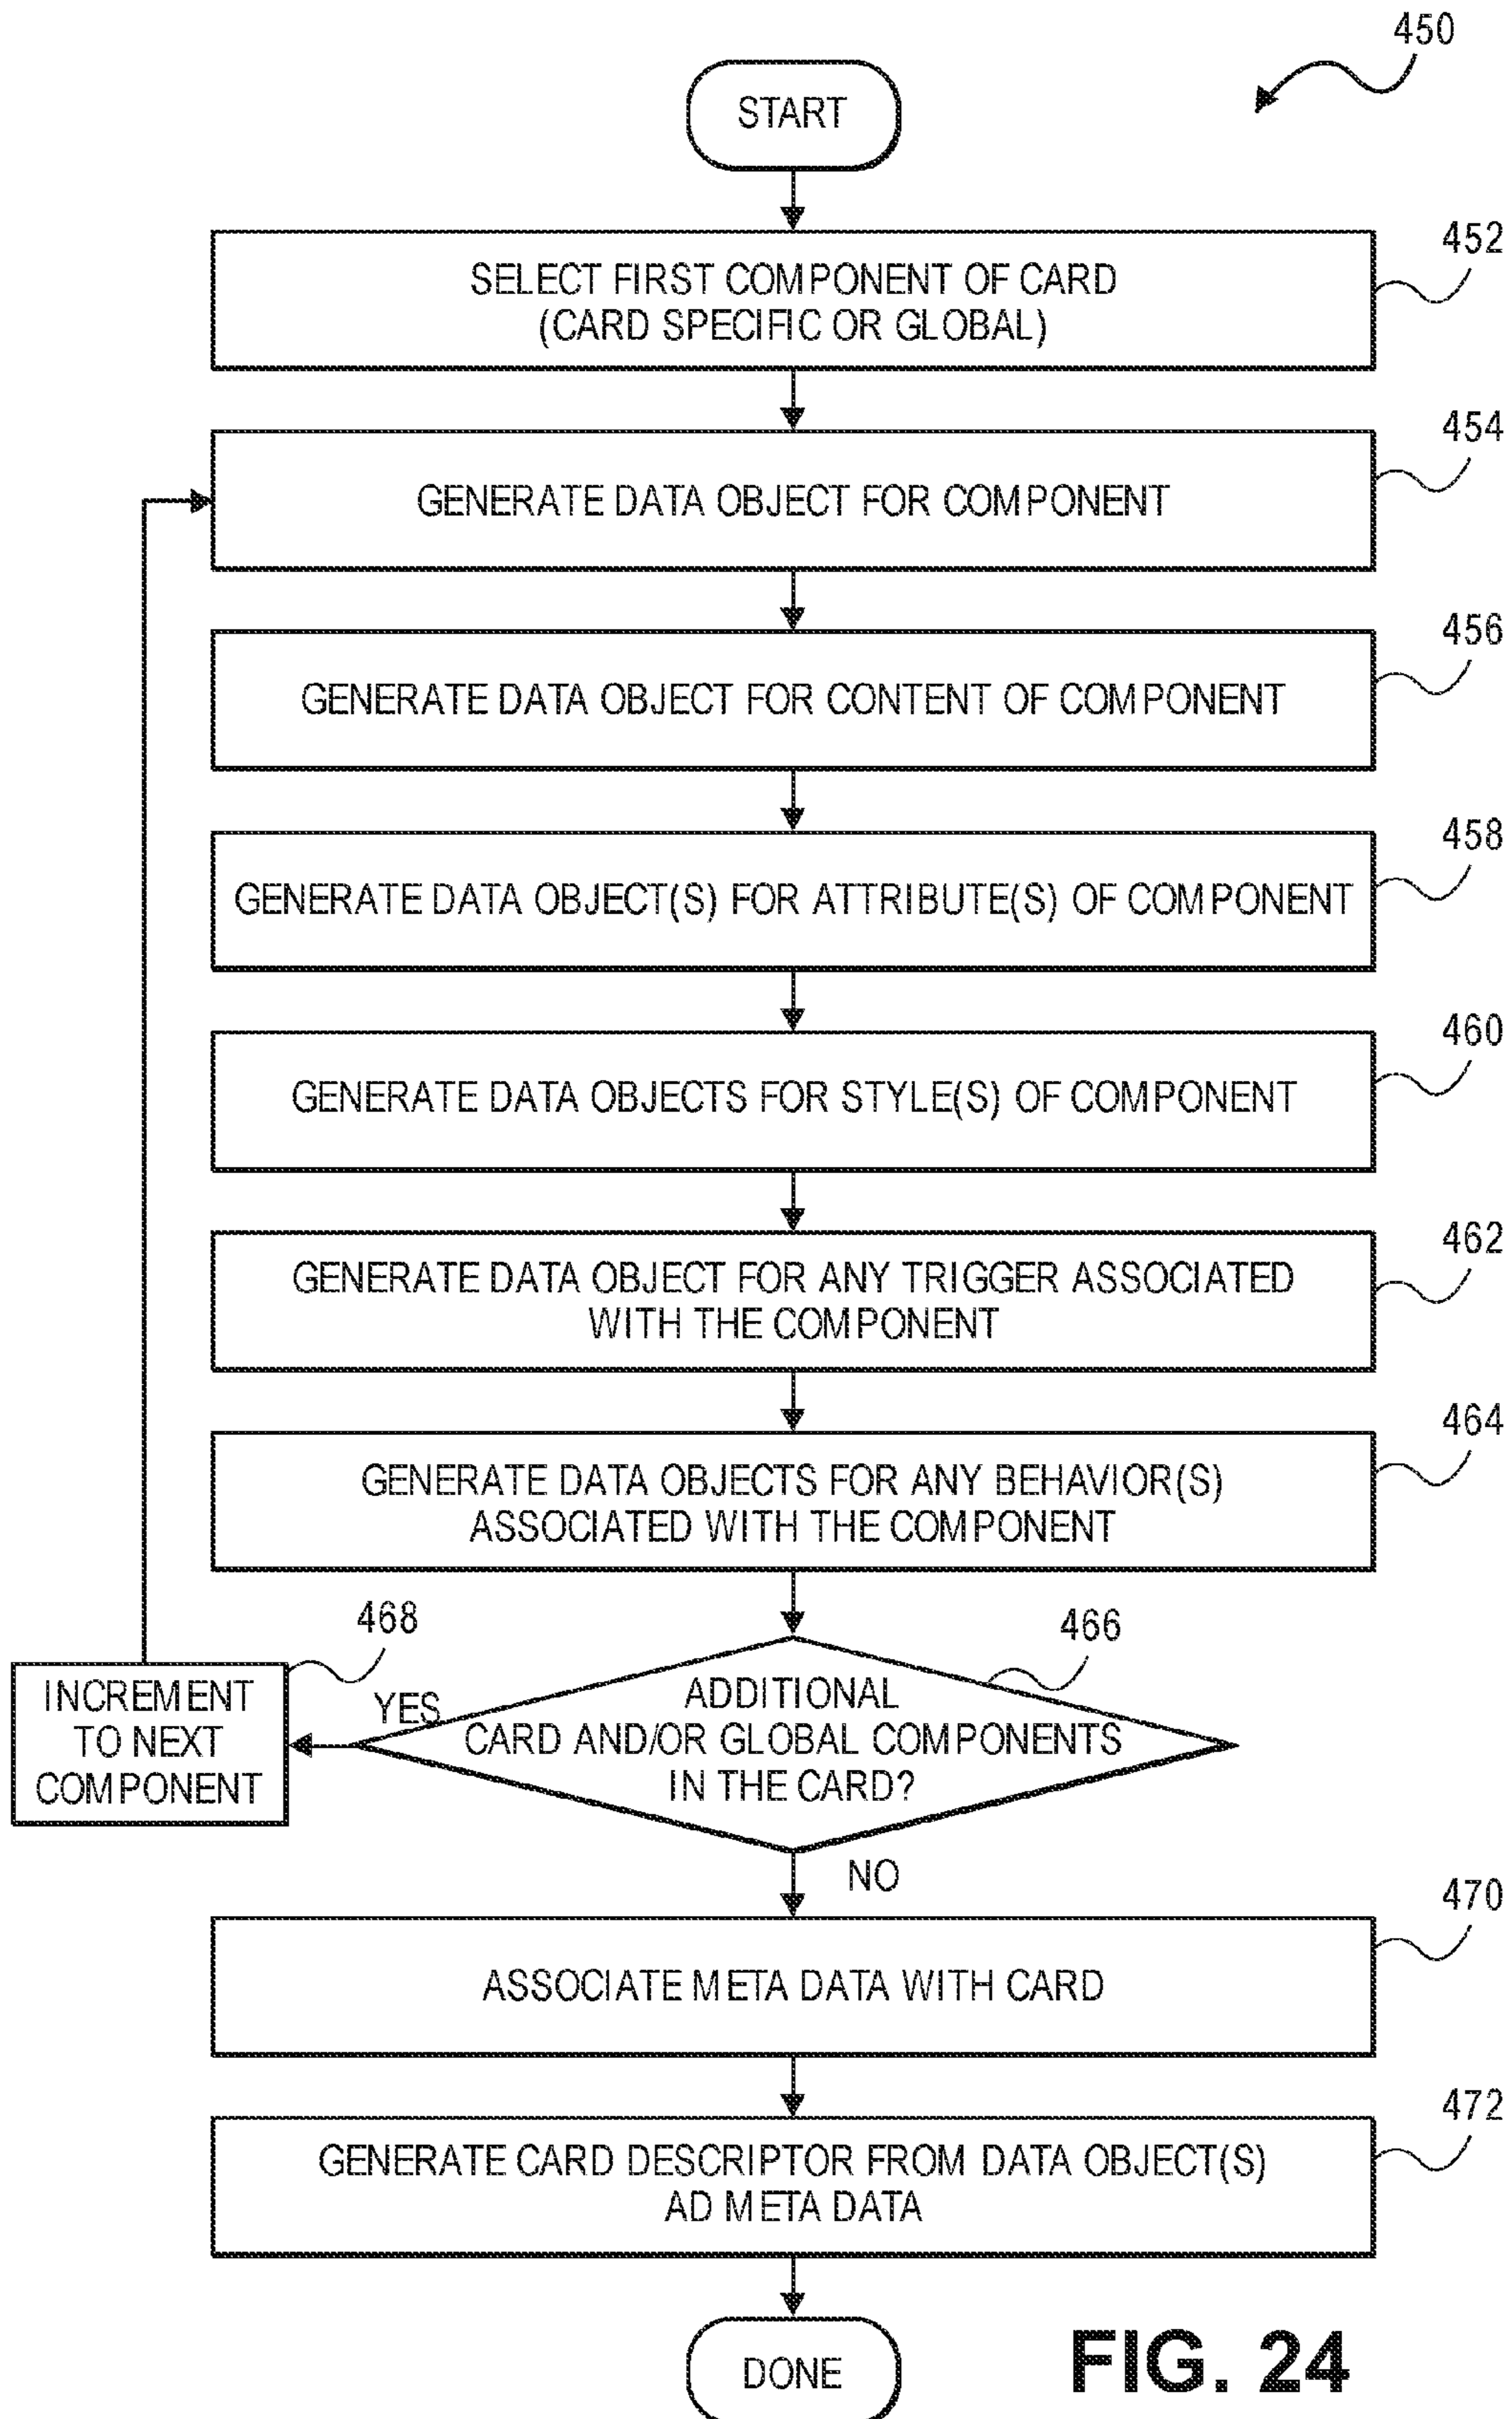 450
START
452
SELECT FIRST COMPONENT OF CARD
(CARD SPECIFIC OR GLOBAL)
454
GENERATE DATA OBJECT FOR COMPONENT
456
GENERATE DATA OBJECT FOR CONTENT OF COMPONENT
458
GENERATE DATA OBJECT(S) FOR ATTRIBUTE(S) OF COMPONENT
460
GENERATE DATA OBJECTS FOR STYLE(S) OF COMPONENT
462
GENERATE DATA OBJECT FOR ANY TRIGGER ASSOCIATED
WITH THE COMPONENT
464
GENERATE DATA OBJECTS FOR ANY BEHAVIOR(S)
ASSOCIATED WITH THE COMPONENT
468
466
INCREMENT
TO NEXT
COMPONENT
YES
ADDITIONAL
CARD AND/OR GLOBAL COMPONENTS
IN THE CARD?
NO
470
ASSOCIATE META DATA WITH CARD
472
GENERATE CARD DESCRIPTOR FROM DATA OBJECT(S)
AD META DATA
DONE
FIG. 24